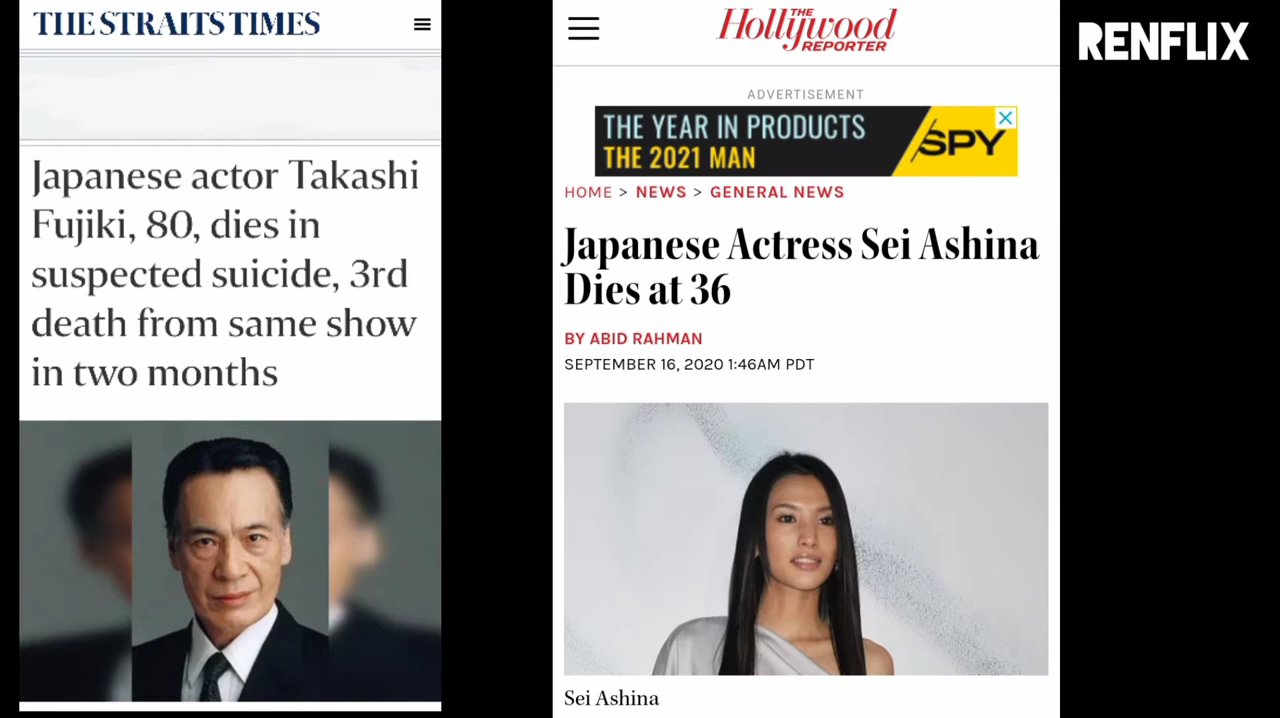 THE STRAITS TIMES
Japanese actor Takashi
Fujiki, 80, dies in
suspected suicide, 3rd
death from same show
in two months
THE
Hollywood
REPORTER
ADVERTISEMENT
THE YEAR IN PRODUCTS
THE 2021 MAN
SPY
HOME > NEWS > GENERAL NEWS
Japanese Actress Sei Ashina
Dies at 36
BY ABID RAHMAN
SEPTEMBER 16, 2020 1:46AM PDT
Sei Ashina
RENFLIX